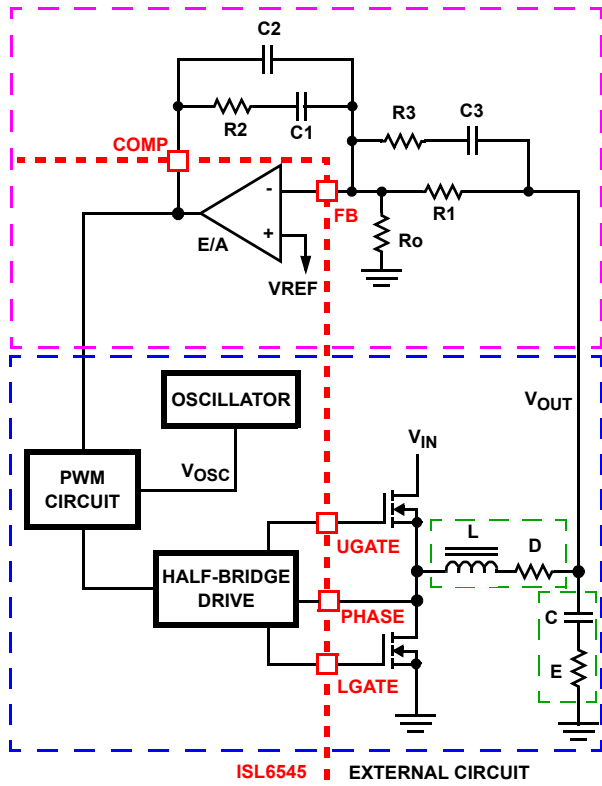 C2
R2
C1
R3
C3
COMP
-
FB
R1
E/A
+
Ro
VREF
OSCILLATOR
VOUT
VIN
PWM
CIRCUIT
VOSC
L
D
UGATE
HALF-BRIDGE
DRIVE
PHASE
C
E
LGATE
ISL6545
EXTERNAL CIRCUIT